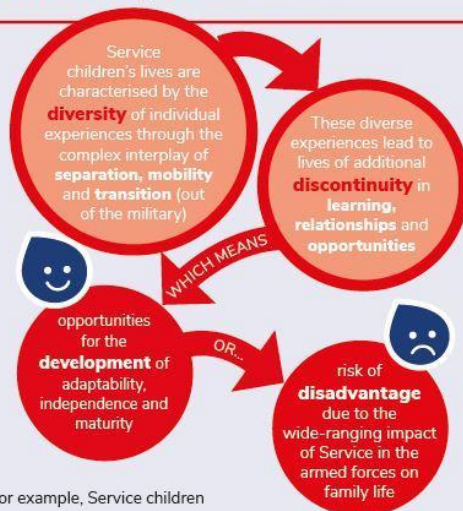 Service
children's lives are
characterised by the
diversity of individual
experiences through the
complex interplay of
separation, mobility
and transition (out
of the military)
These diverse
experiences lead to
lives of additional
discontinuity in
learning,
relationships and
opportunities
WHICH MEANS
opportunities
for the
development of
adaptability,
independence and
maturity
OR...
risk of
disadvantage
due to the
wide-ranging impact
of Service in the
armed forces on
family life
or example, Service children